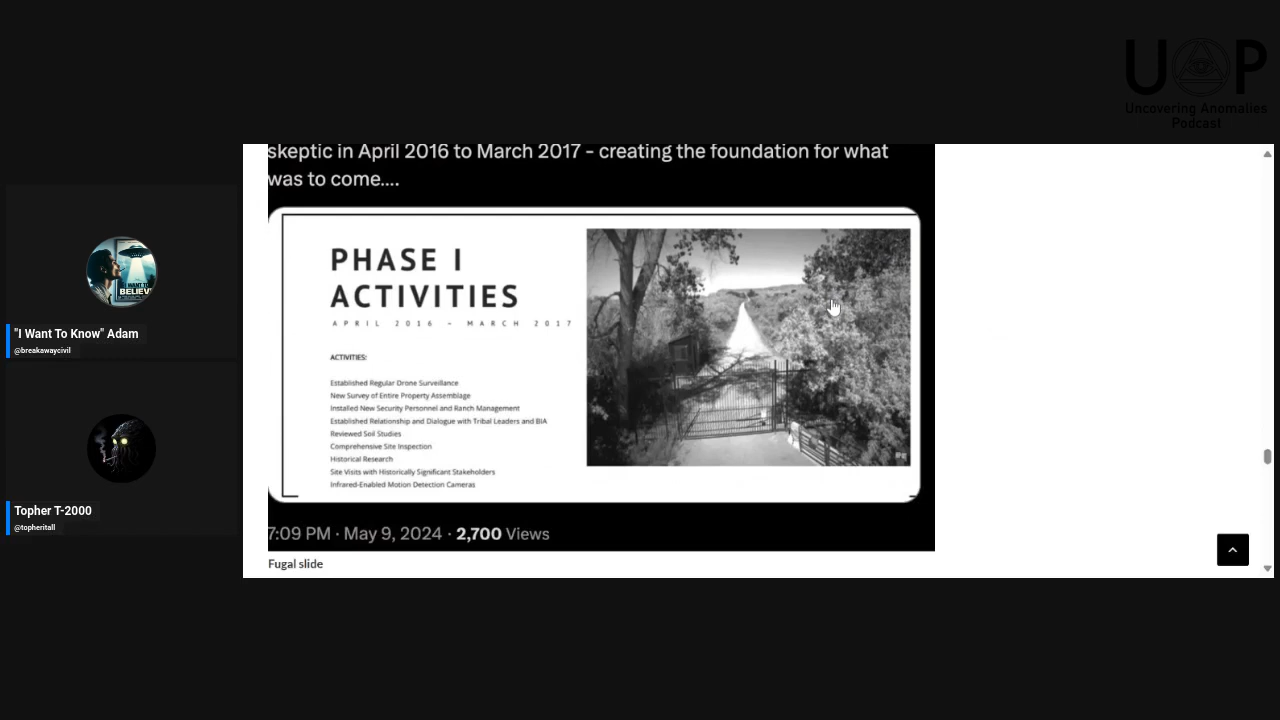 UAP
Uncovering Anomalies
Podcast
skeptic in April 2016 to March 2017 - creating the foundation for what
was to come....
PHASE I
ACTIVITIES
APRIL 2016 – MARCH 2017
ACTIVITIES:
Established Regular Drone Surveillance
New Survey of Entire Property Assemblage
Installed New Security Personnel and Ranch Management
Established Relationship and Dialogue with Tribal Leaders and BIA
Reviewed Soil Studies
Comprehensive Site Inspection
Historical Research
Site Visits with Historically Significant Stakeholders
Infrared-Enabled Motion Detection Cameras
7:09 PM · May 9, 2024 · 2,700 Views
Fugal slide
"I Want To Know" Adam
@breakawaycivil
Topher T-2000
@topheritall